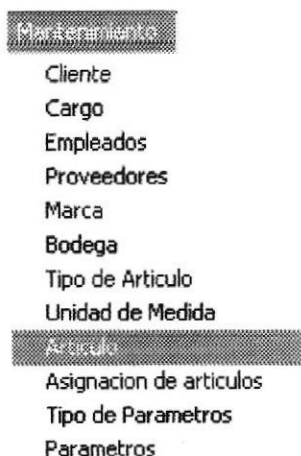 Mantenimiento
Cliente
Cargo
Empleados
Proveedores
Marca
Bodega
Tipo de Articulo
Unidad de Medida
Articulo
Asignacion de articulos
Tipo de Parametros
Parametros